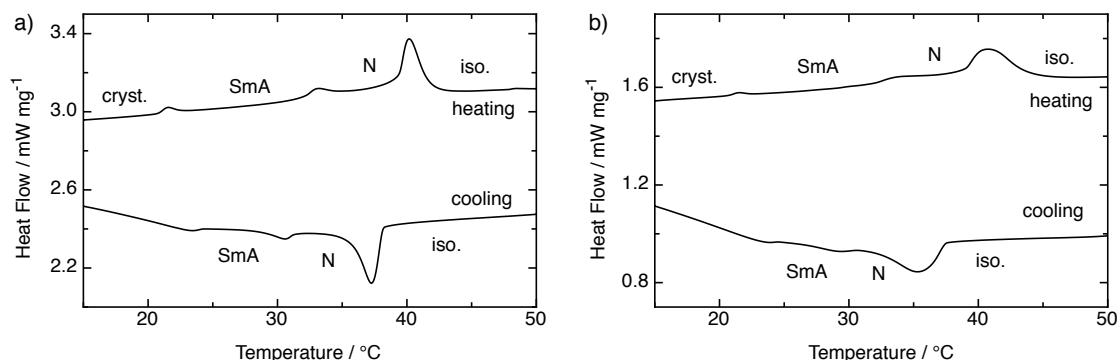 a)
3.4
3.0
2.6
2.2
Heat Flow / mW mg-1
cryst.
SmA
N
iso.
heating
cooling
SmA
N
iso.
20
30
40
50
Temperature / °C
b)
1.6
1.2
0.8
Heat Flow / mW mg-1
cryst.
SmA
N
iso.
heating
cooling
SmA
N
iso.
20
30
40
50
Temperature / °C